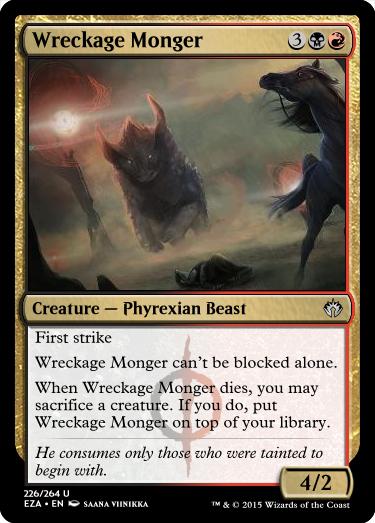 Wreckage Monger 3
Creature — Phyrexian Beast
First strike
Wreckage Monger can't be blocked alone.
When Wreckage Monger dies, you may
sacrifice a creature. If you do, put
Wreckage Monger on top of your library.
He consumes only those who were tainted to
begin with.
4/2
226/264 U
EZA • EN SAANA VIINIKKA
™ & © 2015 Wizards of the Coast